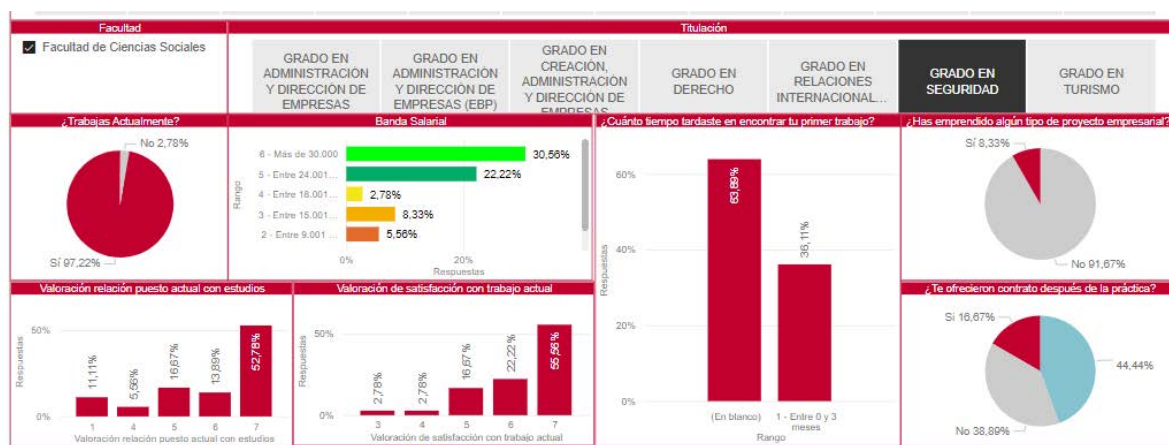 Facultad
Titulación
Facultad de Ciencias Sociales
GRADO EN
ADMINISTRACIÓN
Y DIRECCIÓN DE
EMPRESAS
GRADO EN
ADMINISTRACIÓN
Y DIRECCIÓN DE
EMPRESAS (EBP)
GRADO EN
CREACIÓN,
ADMINISTRACIÓN
Y DIRECCIÓN DE
EMPRESAS
GRADO EN
DERECHO
GRADO EN
RELACIONES
INTERNACIONAL...
GRADO EN
SEGURIDAD
GRADO EN
TURISMO
¿Trabajas Actualmente?
No 2,78%
Sí 97,22%
Banda Salarial
Rango
6 - Más de 30.000
30,56%
5 - Entre 24.001...
22,22%
4 - Entre 18.001...
2,78%
3 - Entre 15.001...
8,33%
2 - Entre 9.001 ...
5,56%
0%
20%
Respuestas
¿Cuánto tiempo tardaste en encontrar tu primer trabajo?
Respuestas
60%
40%
20%
0%
63,89%
36,11%
(En blanco)
1 - Entre 0 y 3
meses
Rango
¿Has emprendido algún tipo de proyecto empresarial?
Sí 8,33%
No 91,67%
Valoración relación puesto actual con estudios
Respuestas
50%
0%
11,11%
5,56%
16,67%
13,89%
52,78%
1
4
5
6
7
Valoración relación puesto actual con estudios
Valoración de satisfacción con trabajo actual
Respuestas
50%
0%
2,78%
2,78%
16,67%
22,22%
55,56%
3
4
5
6
7
Valoración de satisfacción con trabajo actual
¿Te ofrecieron contrato después de la práctica?
Sí 16,67%
44,44%
No 38,89%